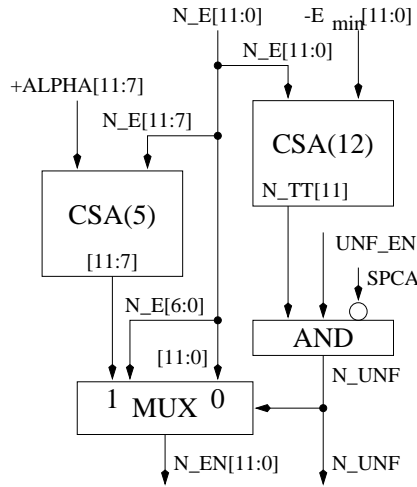 N_E[11:0]
-E min[11:0]
N_E[11:0]
+ALPHA[11:7]
N_E[11:7]
CSA(12)
N_TT[11]
CSA(5)
[11:7]
UNF_EN
SPCA
N_E[6:0]
AND
[11:0]
N_UNF
1 MUX 0
N_EN[11:0]
N_UNF